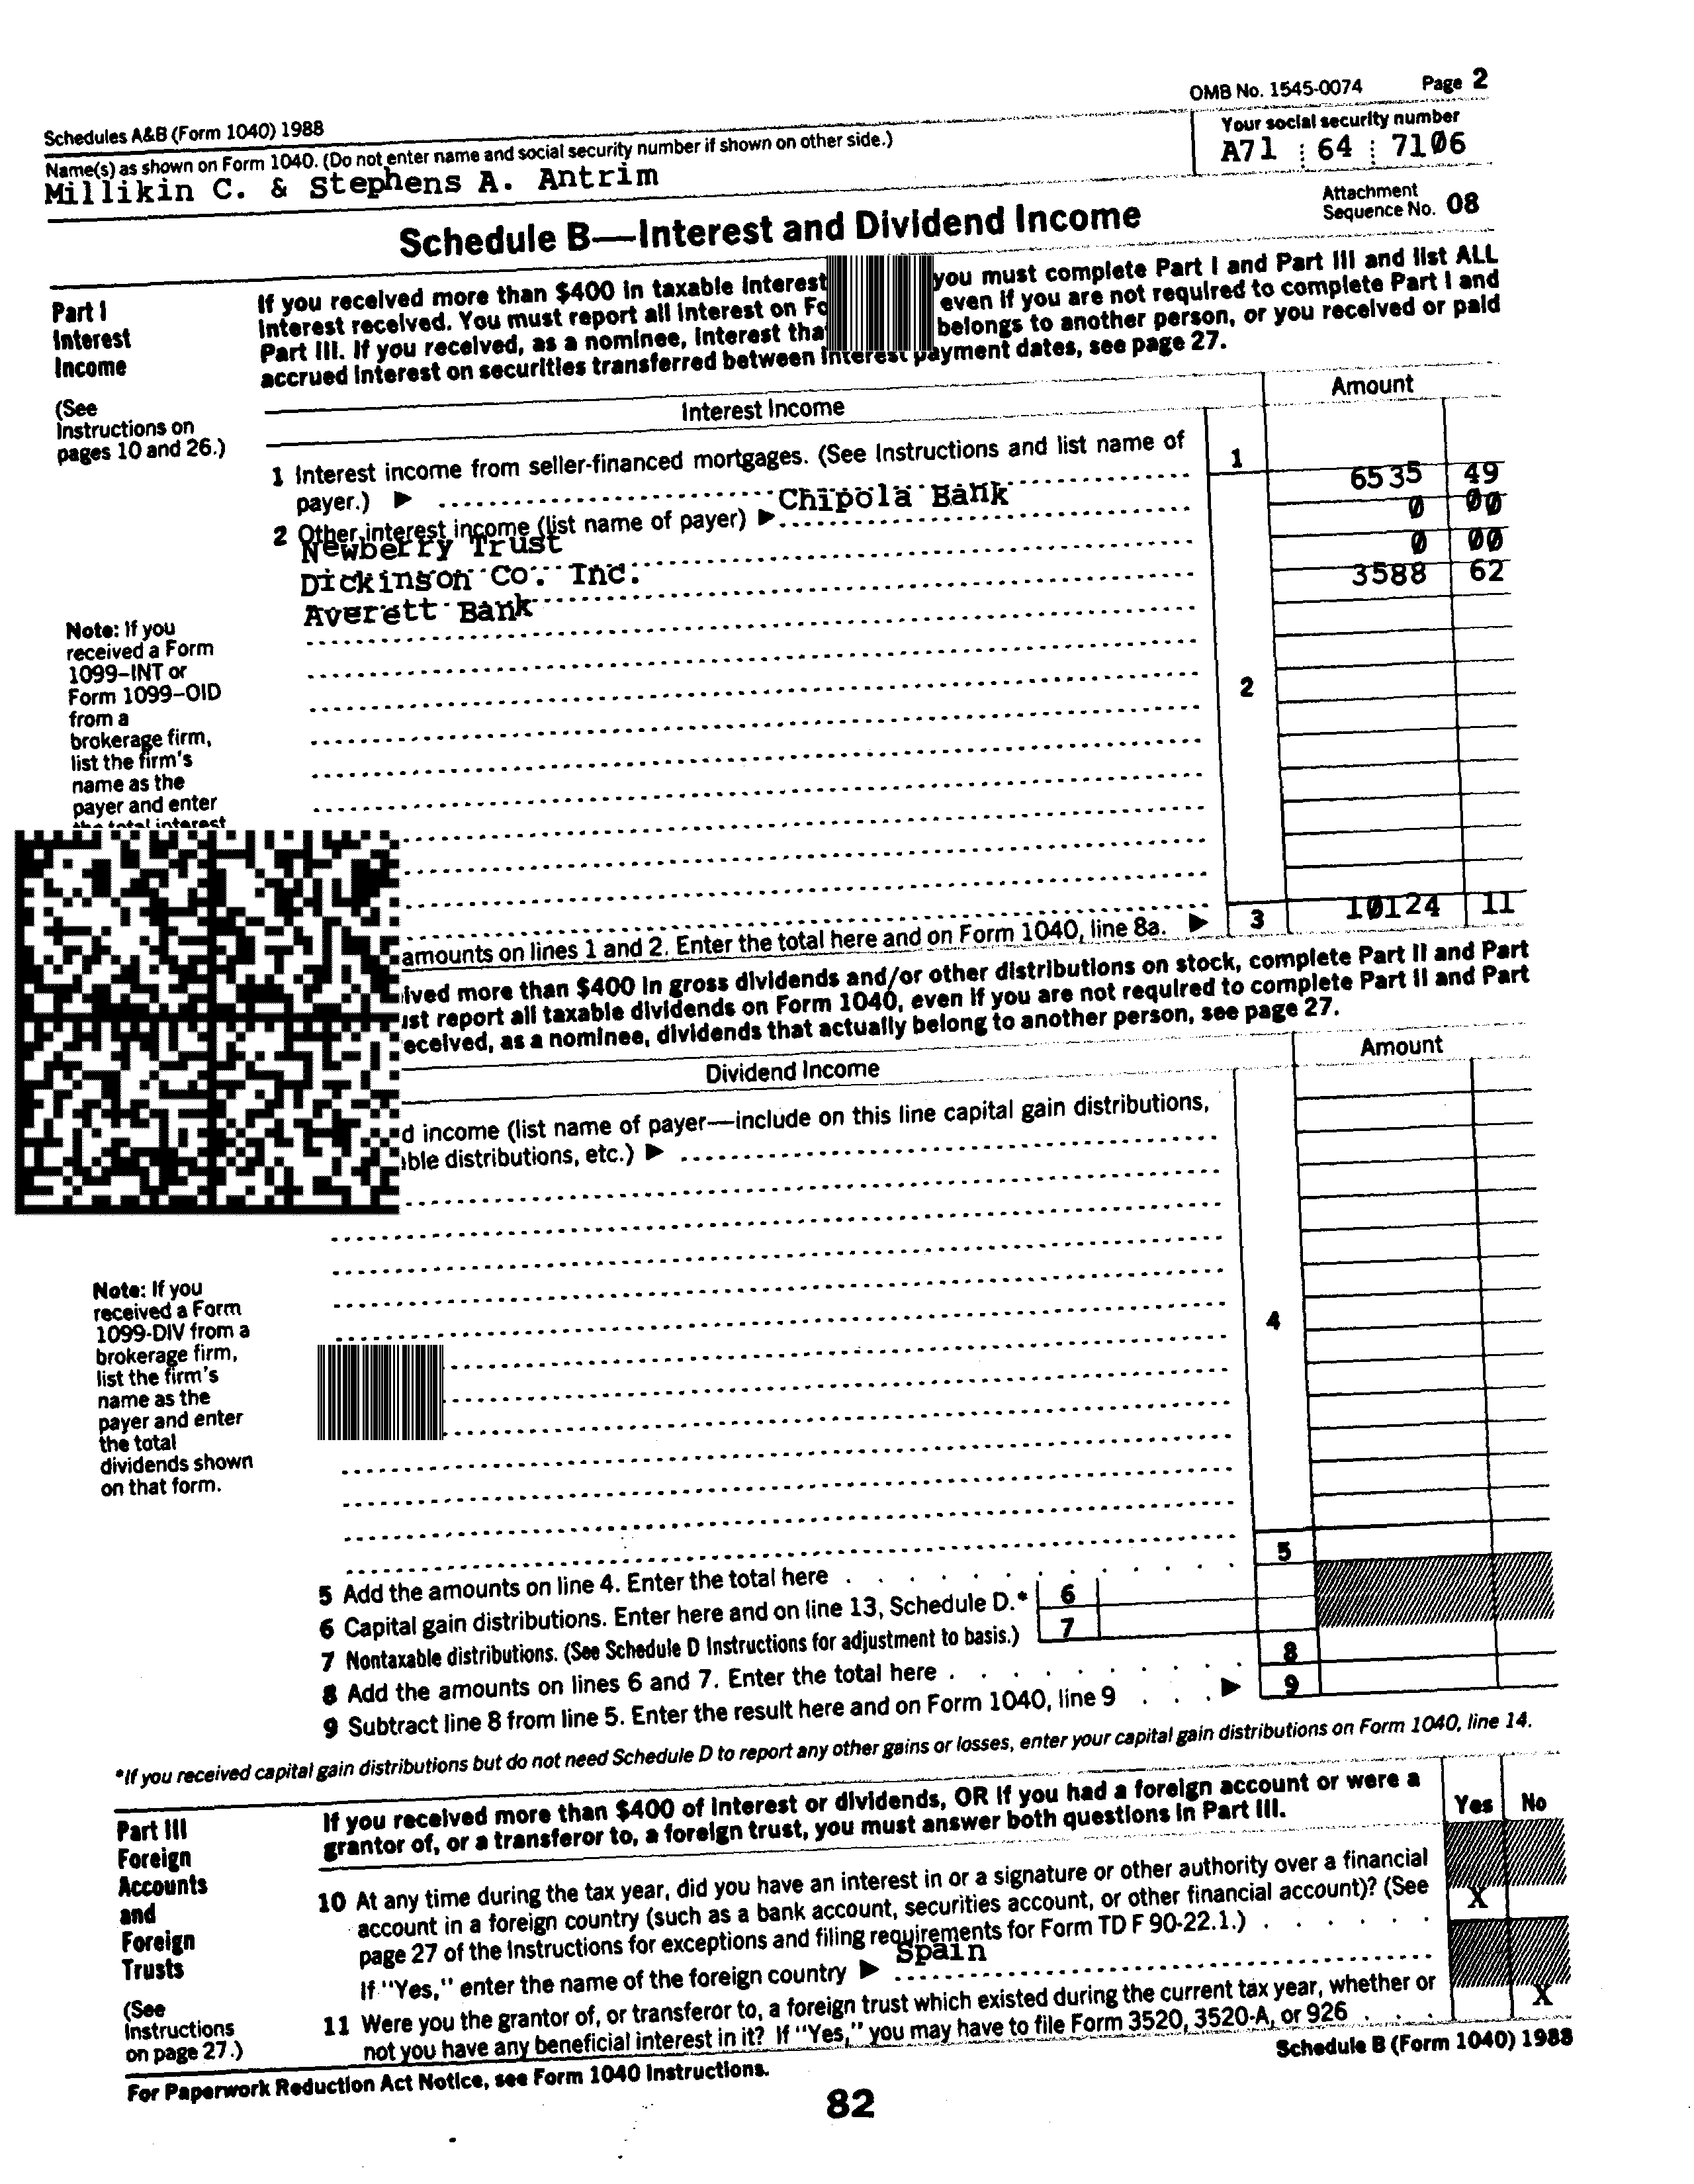 OMB No. 1545-0074 Page 2
Schedules A&B (Form 1040) 1988
Name(s) as shown on Form 1040. (Do not enter name and social security number if shown on other side.)
Your social security number
Millikin C. & Stephens A. Antrim
A71 64 7106
Attachment
Sequence No. 08
Schedule B—Interest and Dividend Income
Part I
Interest
Income
(See
Instructions on
pages 10 and 26.)
If you received more than $400 in taxable interest you must complete Part I and Part III and list ALL
interest received. You must report all interest on even if you are not required to complete Part I and
Part III. If you received, as a nominee, interest belongs to another person, or you received or paid
accrued interest on securities transferred between interest payment dates, see page 27.
Interest Income
Amount
1 Interest income from seller-financed mortgages. (See Instructions and list name of
payer.) ▶ Chipola Bank
1
6535 49
2 Other interest income (list name of payer) ▶
0 00
Newberry Trust
0 00
Dickinson Co. Inc.
3588 62
Averett Bank
Note: If you
received a Form
1099–INT or
Form 1099–OID
from a
brokerage firm,
list the firm's
name as the
payer and enter
the total interest
2
amounts on lines 1 and 2. Enter the total here and on Form 1040, line 8a. ▶ 3 10124 11
more than $400 in gross dividends and/or other distributions on stock, complete Part II and Part
report all taxable dividends on Form 1040, even if you are not required to complete Part II and Part
as a nominee, dividends that actually belong to another person, see page 27.
Dividend Income
Amount
income (list name of payer—include on this line capital gain distributions,
distributions, etc.) ▶
Note: If you
received a Form
1099-DIV from a
brokerage firm,
list the firm's
name as the
payer and enter
the total
dividends shown
on that form.
4
5 Add the amounts on line 4. Enter the total here 5
6 Capital gain distributions. Enter here and on line 13, Schedule D.* 6
7 Nontaxable distributions. (See Schedule D Instructions for adjustment to basis.) 7
8 Add the amounts on lines 6 and 7. Enter the total here 8
9 Subtract line 8 from line 5. Enter the result here and on Form 1040, line 9 ▶ 9
*If you received capital gain distributions but do not need Schedule D to report any other gains or losses, enter your capital gain distributions on Form 1040, line 14.
Part III
Foreign
Accounts
and
Foreign
Trusts
(See
Instructions
on page 27.)
If you received more than $400 of interest or dividends, OR if you had a foreign account or were a
grantor of, or a transferor to, a foreign trust, you must answer both questions in Part III.
Yes No
10 At any time during the tax year, did you have an interest in or a signature or other authority over a financial
account in a foreign country (such as a bank account, securities account, or other financial account)? (See
page 27 of the Instructions for exceptions and filing requirements for Form TD F 90-22.1.)
X
If "Yes," enter the name of the foreign country ▶ Spain
11 Were you the grantor of, or transferor to, a foreign trust which existed during the current tax year, whether or
not you have any beneficial interest in it? If "Yes," you may have to file Form 3520, 3520-A, or 926
X
For Paperwork Reduction Act Notice, see Form 1040 Instructions.
Schedule B (Form 1040) 1988
82